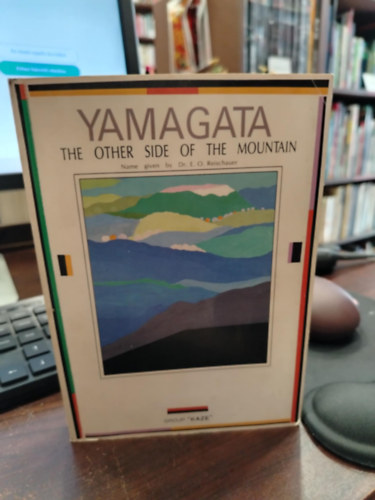 YAMAGATA
THE OTHER SIDE OF THE MOUNTAIN
Name given by Dr. E. O. Reischauer